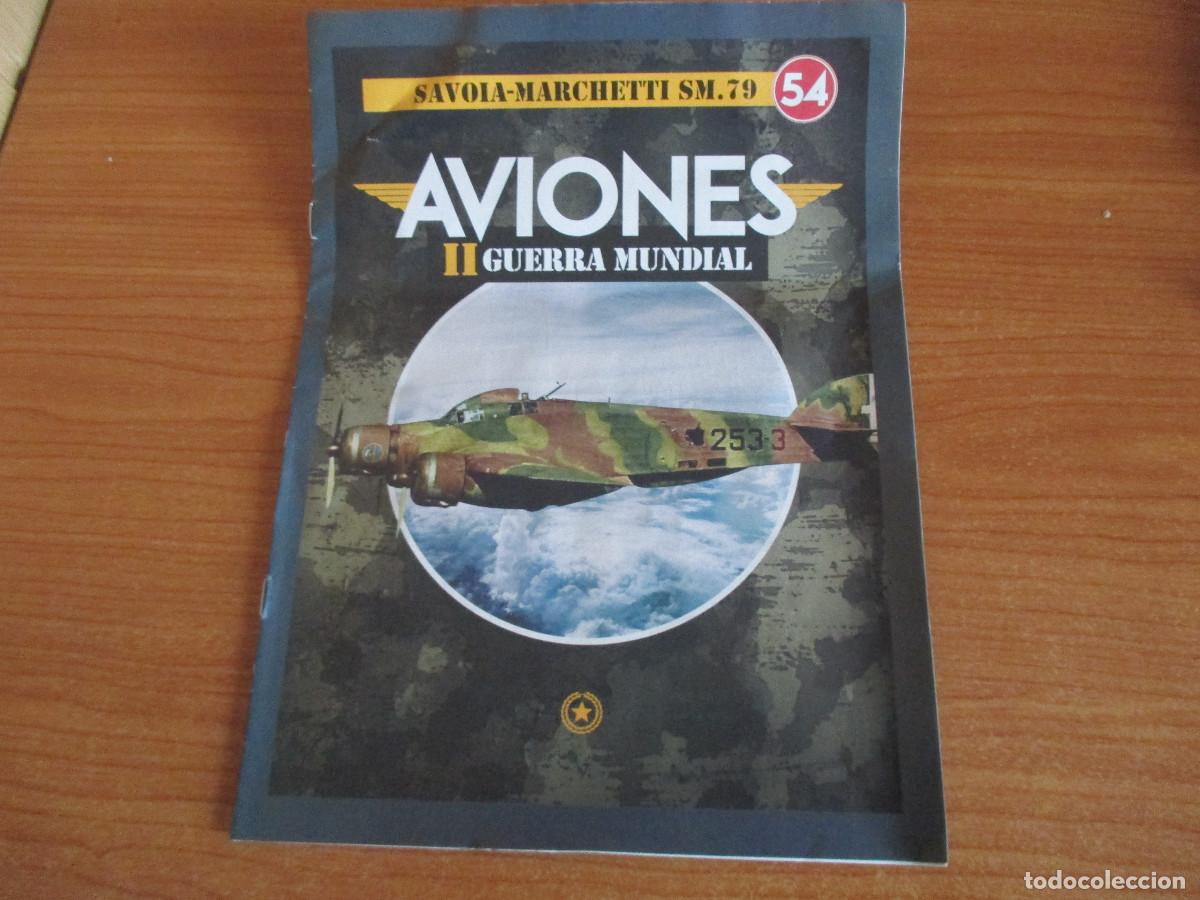 SAVOIA-MARCHETTI SM.79 54
AVIONES
II GUERRA MUNDIAL
253-3
todocoleccion